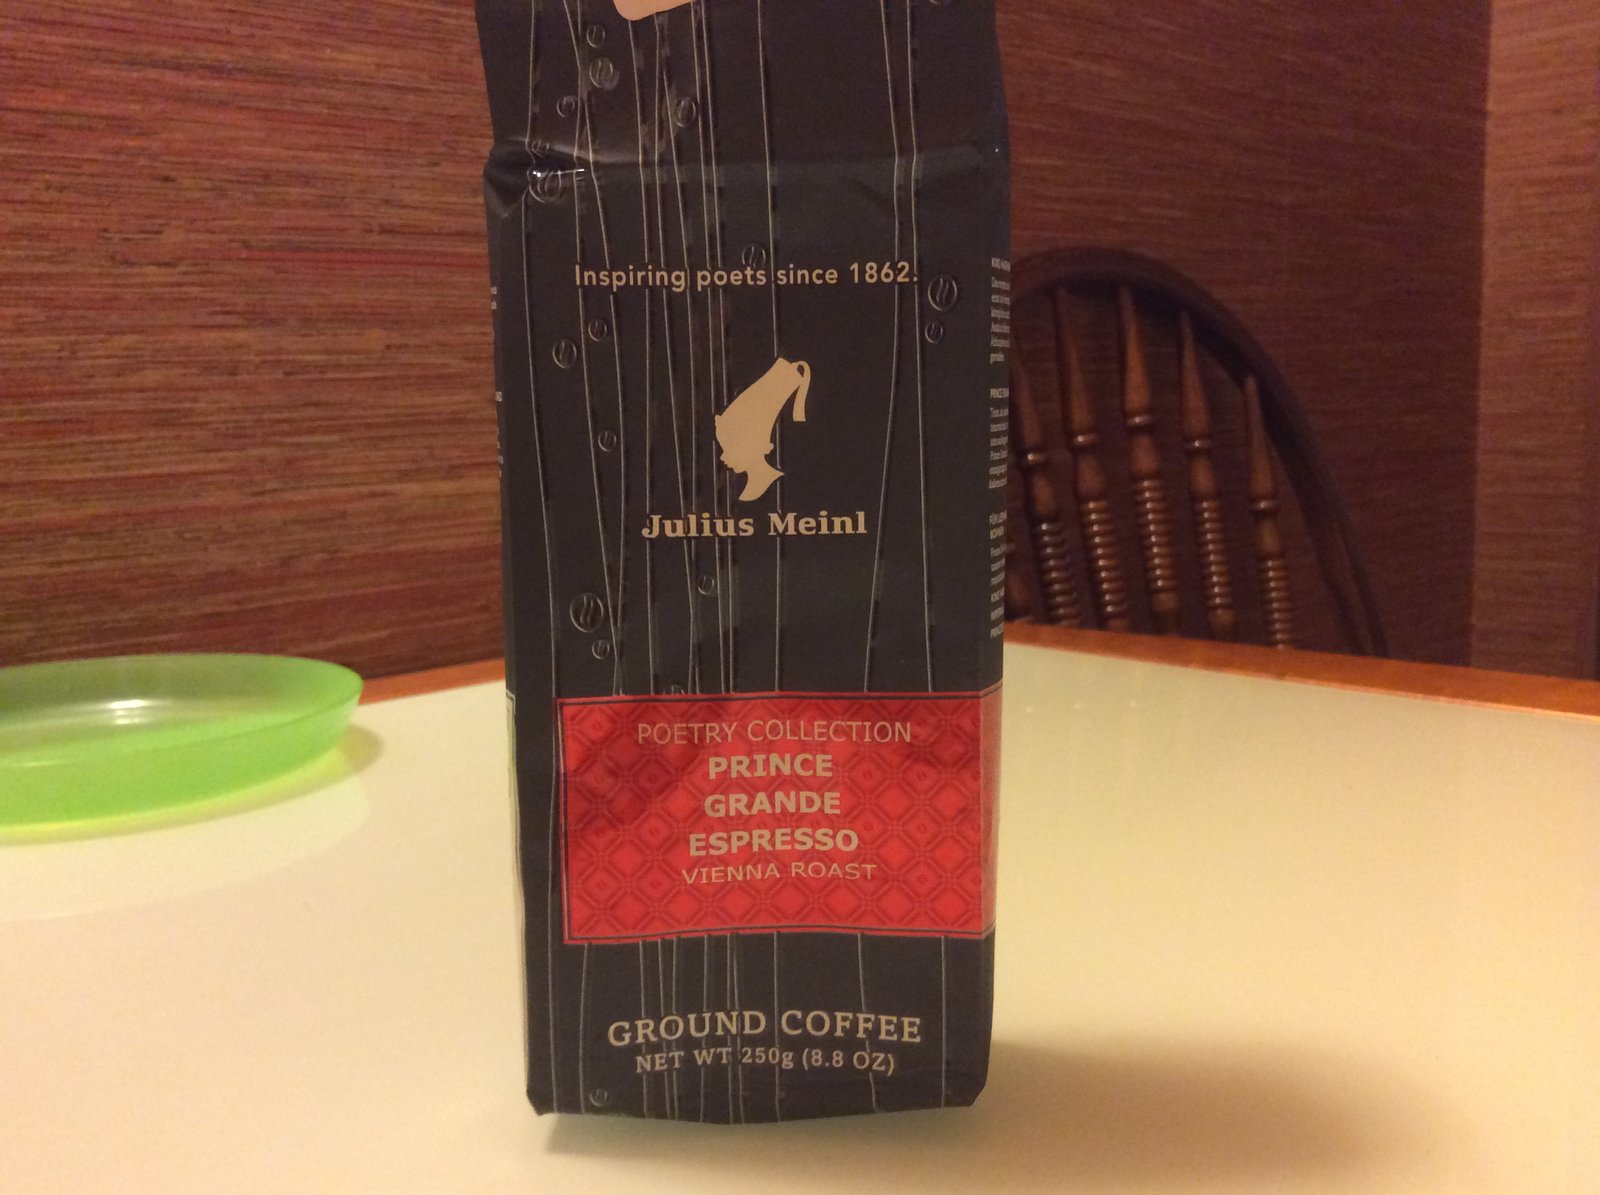 Inspiring poets since 1862.
Julius Meinl
POETRY COLLECTION
PRINCE
GRANDE
ESPRESSO
VIENNA ROAST
GROUND COFFEE
NET WT 250g (8.8 OZ)